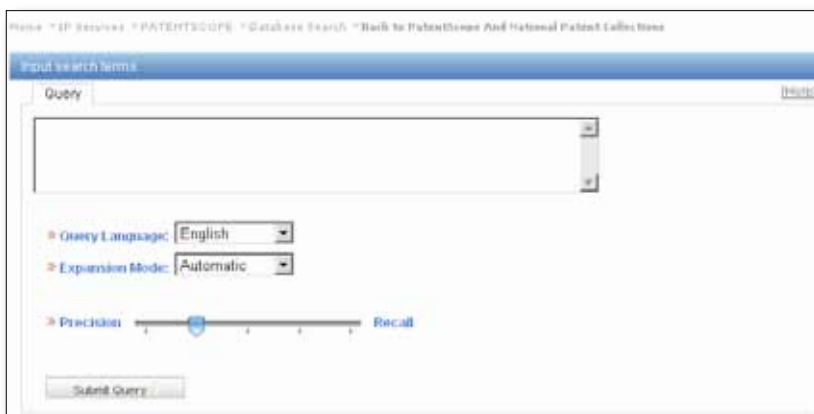 Home > IP Services > PATENTSCOPE > Database Search > Back to PatentScope And National Patent Collections
Input search terms
Query
[Help]
Query Language: English
Expansion Mode: Automatic
Precision Recall
Submit Query